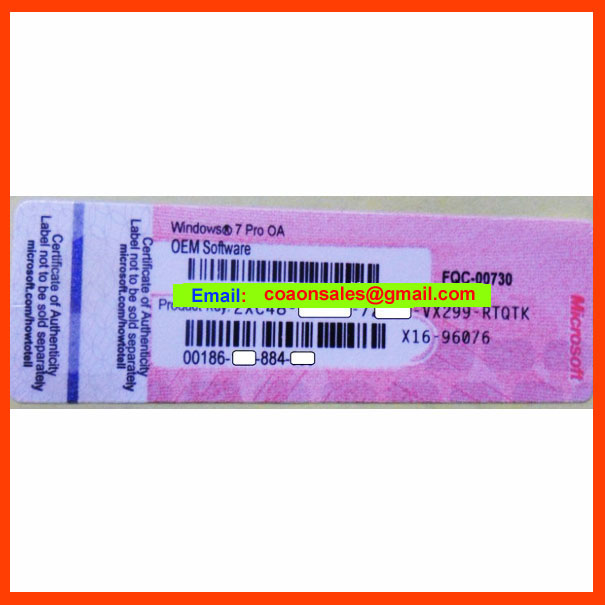 Certificate of Authenticity
Label not to be sold separately
microsoft.com/howtotell
Certificate of Authenticity
Label not to be sold separately
microsoft.com/howtotell
Windows® 7 Pro OA
OEM Software
FQC-00730
Email: coaonsales@gmail.com
Product Key: -VX299-RTQTK
X16-96076
00186- -884-
Microsoft